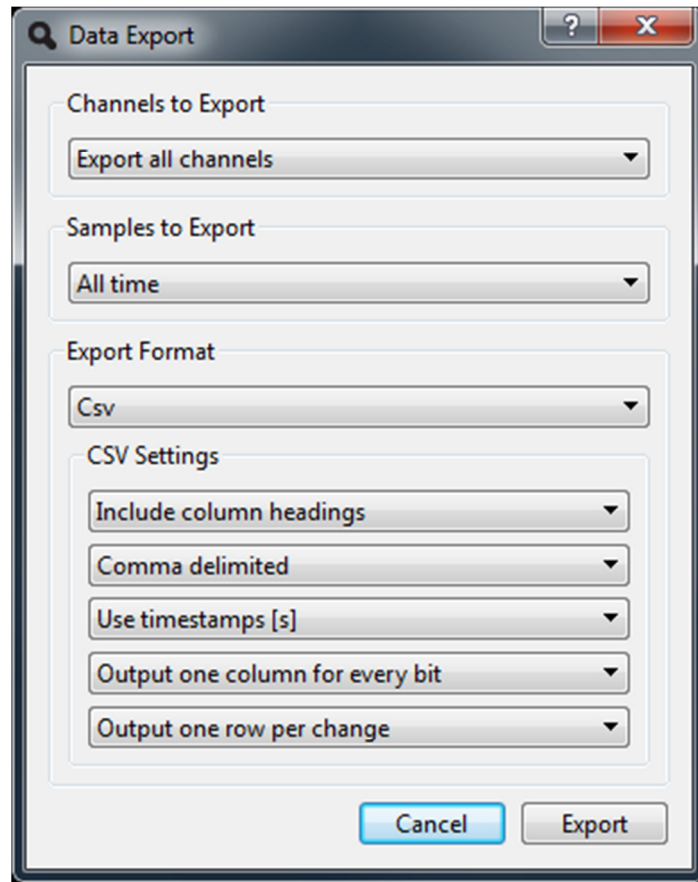 Data Export
Channels to Export
Export all channels
Samples to Export
All time
Export Format
Csv
CSV Settings
Include column headings
Comma delimited
Use timestamps [s]
Output one column for every bit
Output one row per change
Cancel Export